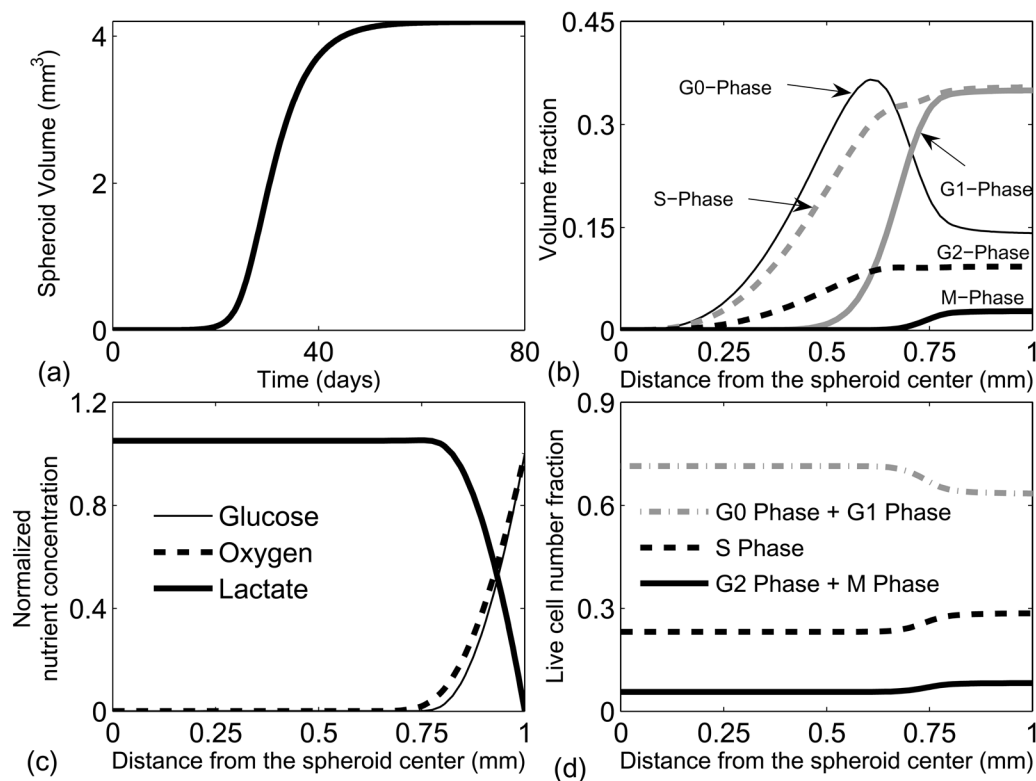 4
2
0
Spheroid Volume (mm³)
0
40
80
(a)
Time (days)
0.45
0.3
0.15
0
Volume fraction
G0−Phase
S−Phase
G1−Phase
G2−Phase
M−Phase
0
0.25
0.5
0.75
1
(b)
Distance from the spheroid center (mm)
1.2
0.8
0.4
0
Normalized
nutrient concentration
Glucose
Oxygen
Lactate
0
0.25
0.5
0.75
1
(c)
Distance from the spheroid center (mm)
0.9
0.6
0.3
0
Live cell number fraction
G0 Phase + G1 Phase
S Phase
G2 Phase + M Phase
0
0.25
0.5
0.75
1
(d)
Distance from the spheroid center (mm)